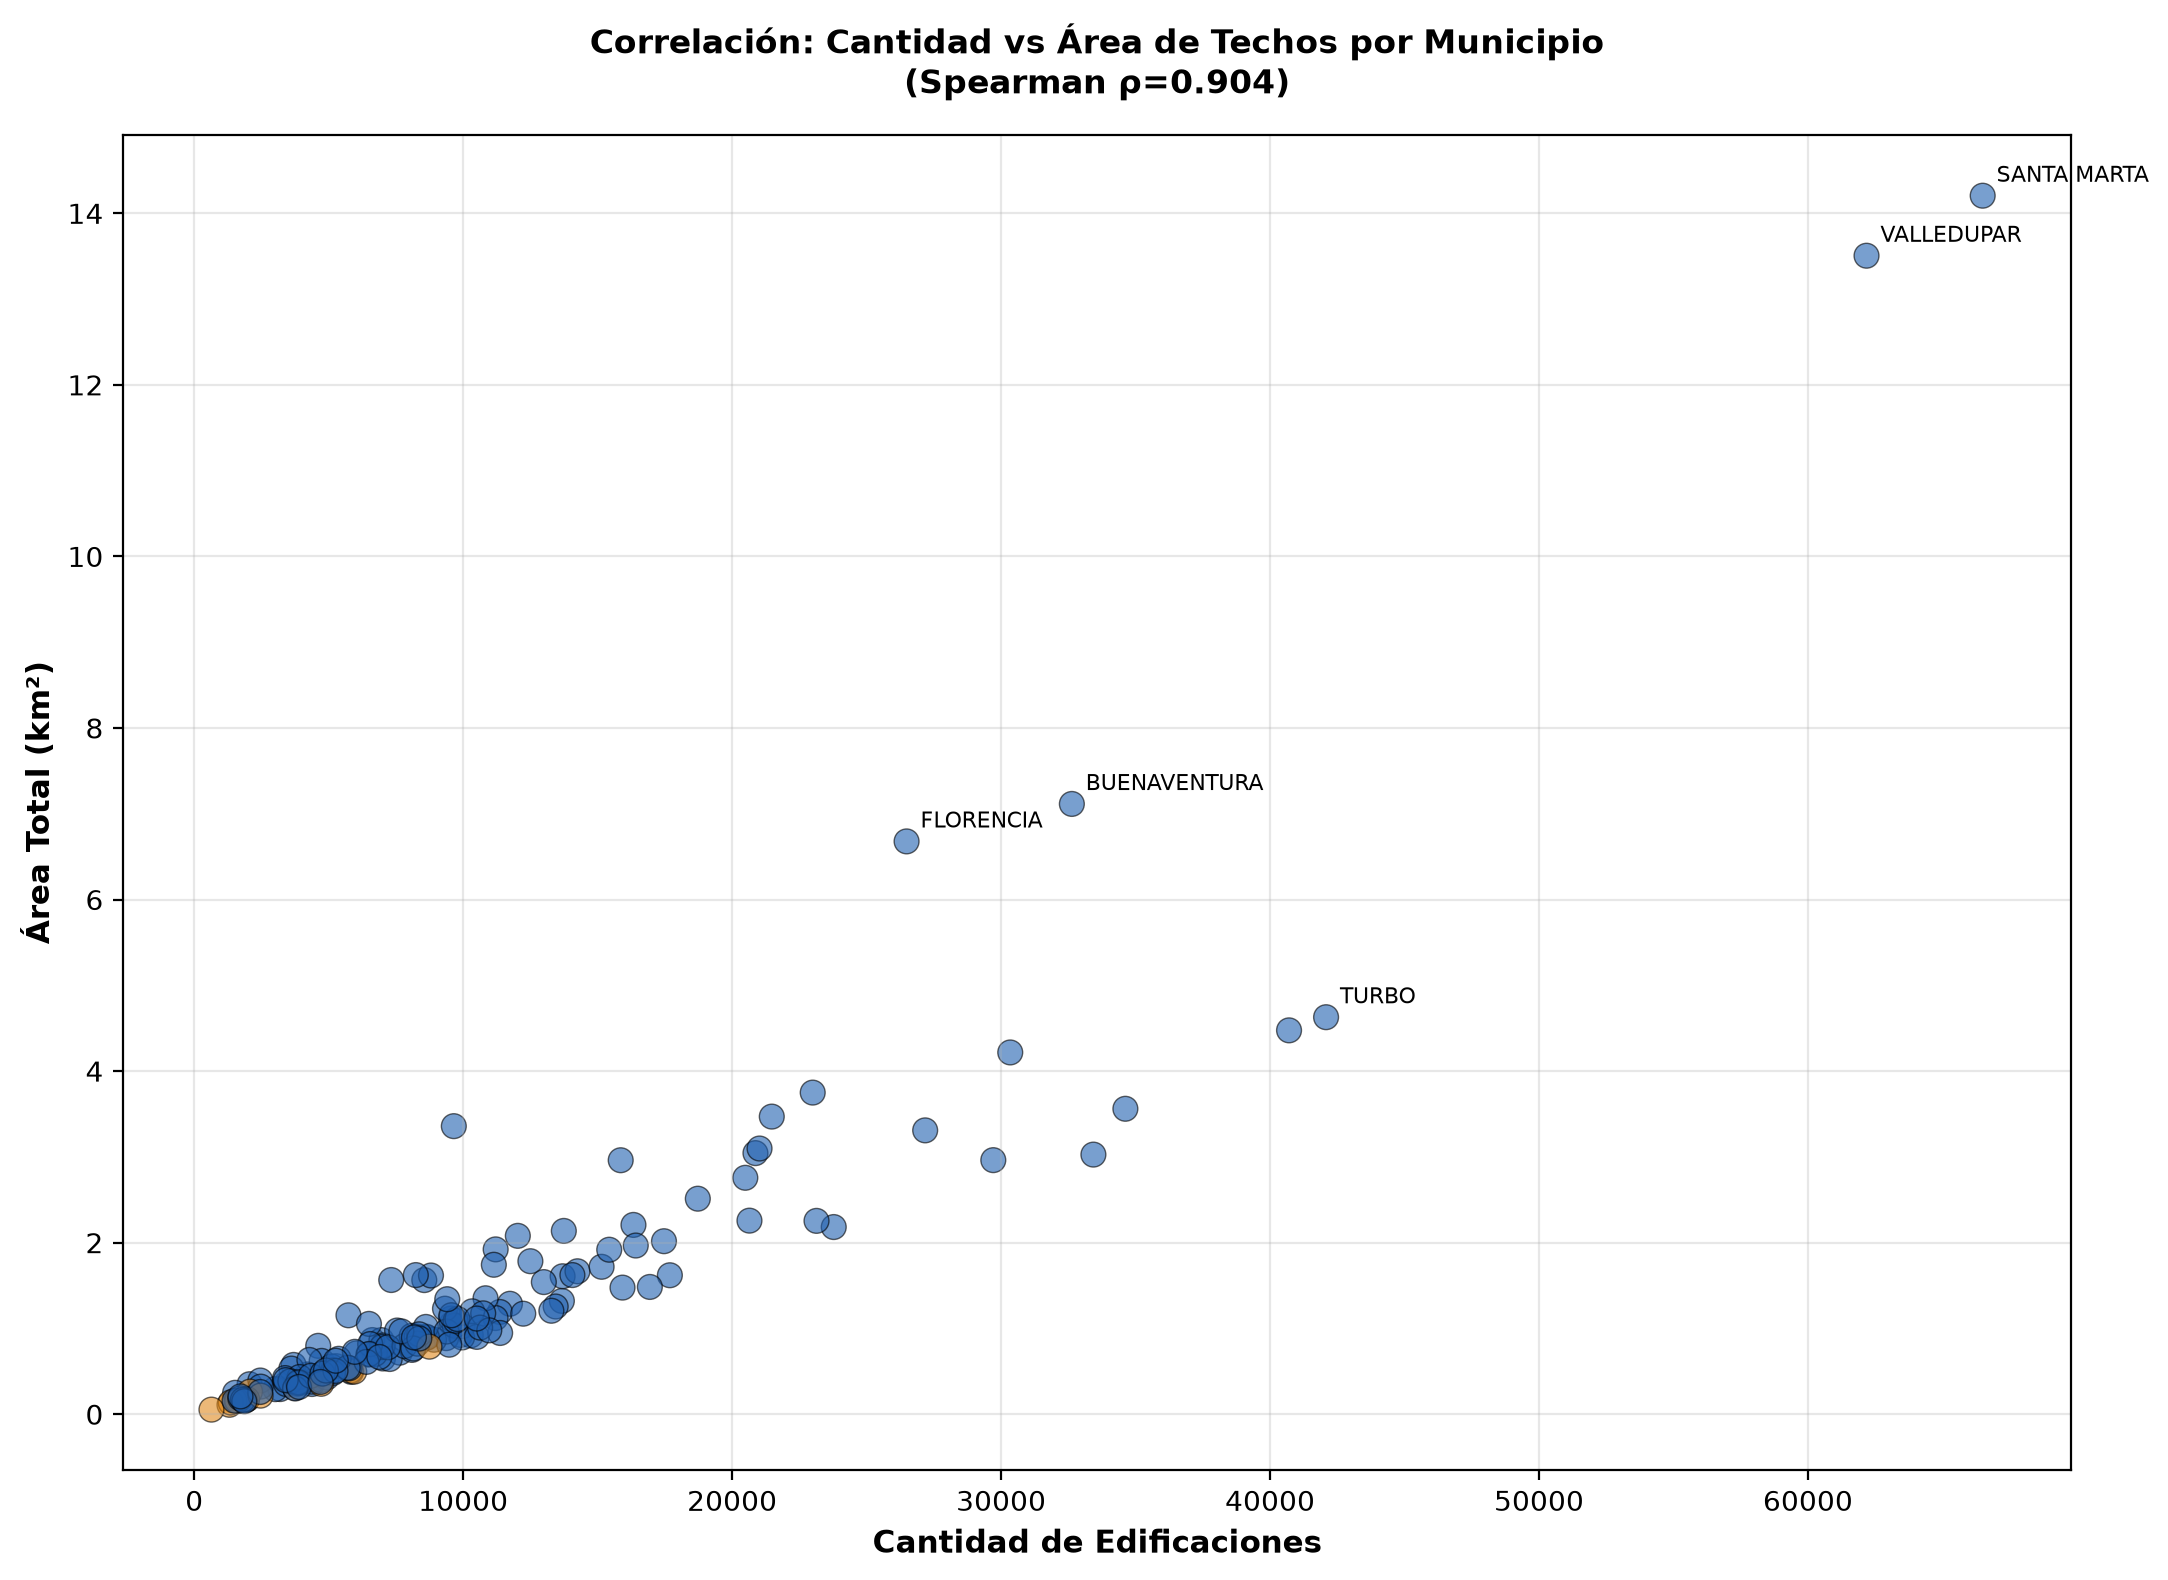 Correlación: Cantidad vs Área de Techos por Municipio
(Spearman ρ=0.904)
SANTA MARTA
14
VALLEDUPAR
12
10
Área Total (km²)
8
BUENAVENTURA
FLORENCIA
6
TURBO
4
2
0
0 10000 20000 30000 40000 50000 60000
Cantidad de Edificaciones